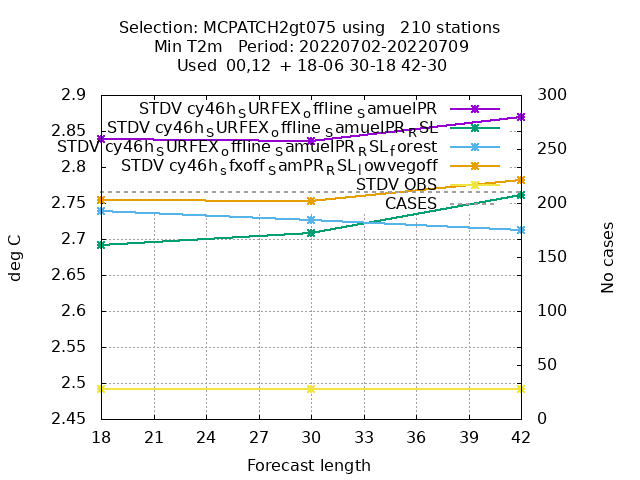 Selection: MCPATCH2gt075 using   210 stations
Min T2m   Period: 20220702-20220709
Used  00,12  + 18-06 30-18 42-30
STDV cy46h_SURFEX_offline_SamuelPR
STDV cy46h_SURFEX_offline_SamuelPR_RSL
STDV cy46h_SURFEX_offline_SamuelPR_RSL_forest
STDV cy46h_sfxoff_SamPR_RSL_lowvegoff
STDV OBS
CASES
2.9
2.85
2.8
2.75
2.7
2.65
2.6
2.55
2.5
2.45
300
250
200
150
100
50
0
deg C
No cases
18 21 24 27 30 33 36 39 42
Forecast length